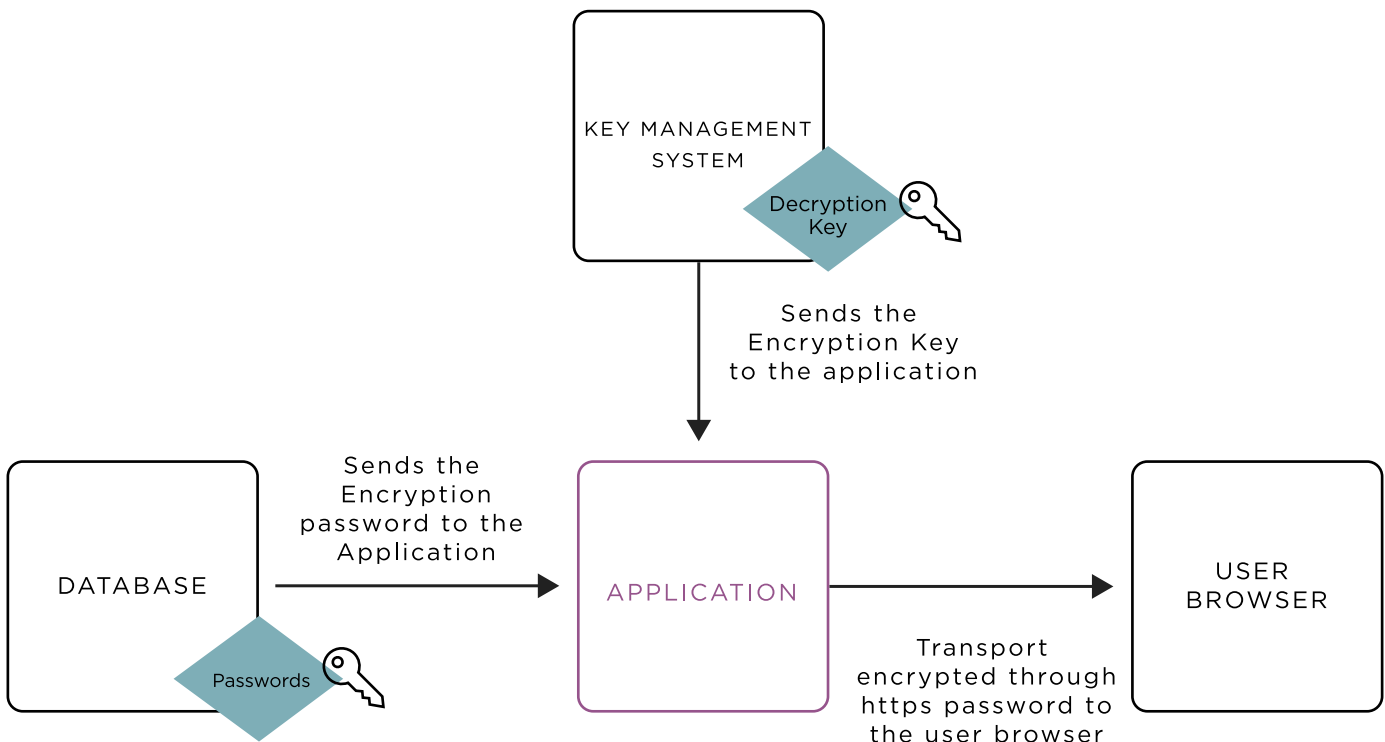 KEY MANAGEMENT
SYSTEM
Decryption
Key
Sends the
Encryption Key
to the application
Sends the
Encryption
password to the
Application
DATABASE
Passwords
APPLICATION
USER
BROWSER
Transport
encrypted through
https password to
the user browser